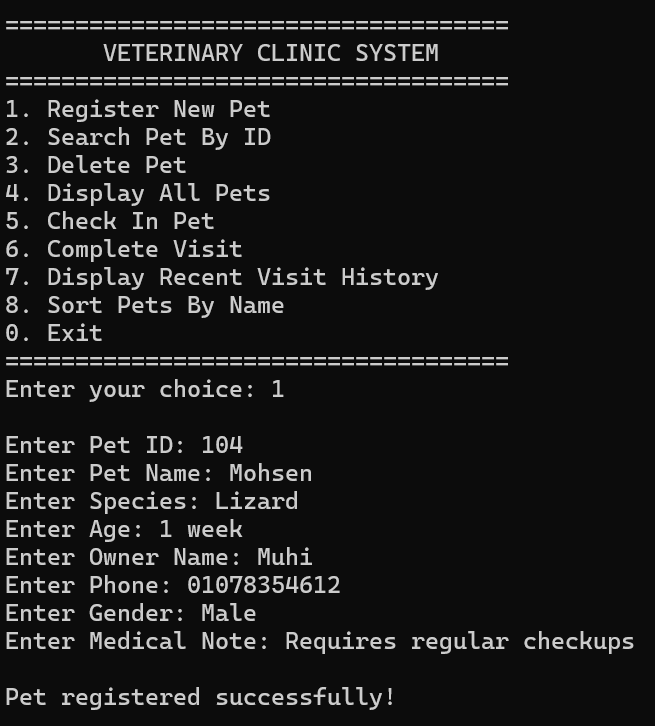 ====================================
VETERINARY CLINIC SYSTEM
====================================
1. Register New Pet
2. Search Pet By ID
3. Delete Pet
4. Display All Pets
5. Check In Pet
6. Complete Visit
7. Display Recent Visit History
8. Sort Pets By Name
0. Exit
====================================
Enter your choice: 1
Enter Pet ID: 104
Enter Pet Name: Mohsen
Enter Species: Lizard
Enter Age: 1 week
Enter Owner Name: Muhi
Enter Phone: 01078354612
Enter Gender: Male
Enter Medical Note: Requires regular checkups
Pet registered successfully!